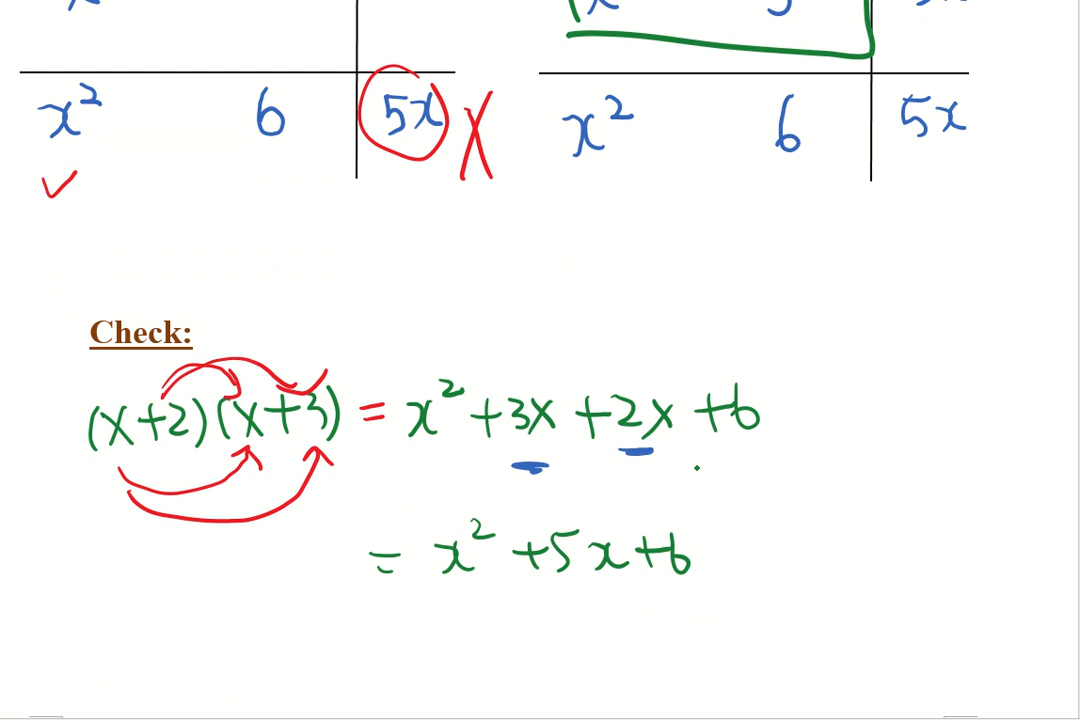 x² 6 5x x² 6 5x
Check:
(x+2)(x+3) = x² +3x +2x +6
= x² +5x+6